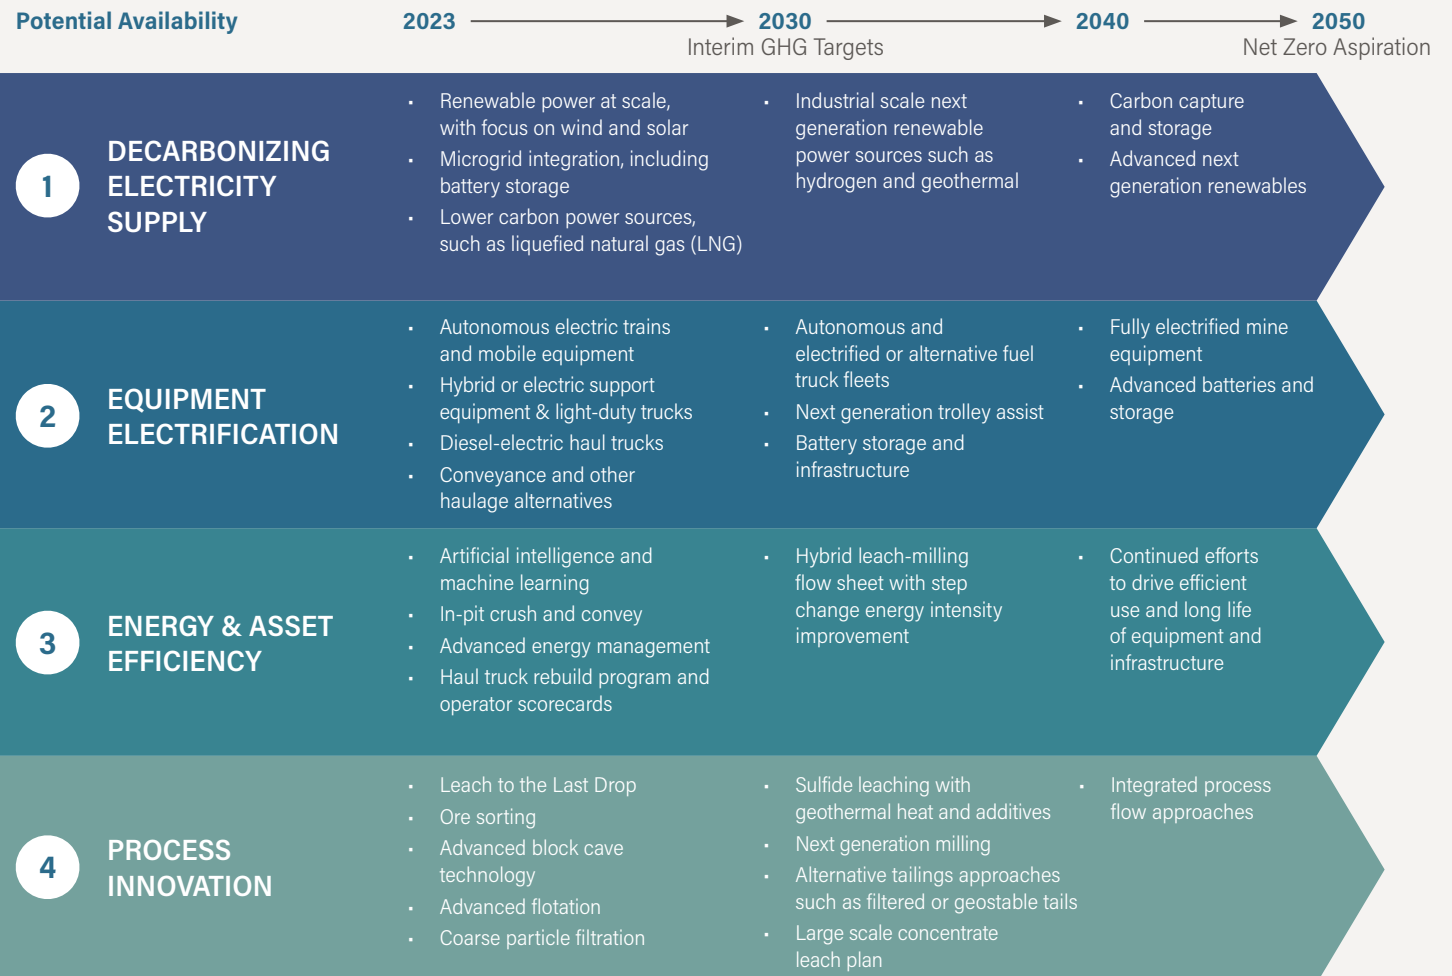 Potential Availability 2023 2030 2040 2050
Interim GHG Targets Net Zero Aspiration
1
DECARBONIZING
ELECTRICITY
SUPPLY
▪ Renewable power at scale,
with focus on wind and solar
▪ Microgrid integration, including
battery storage
▪ Lower carbon power sources,
such as liquefied natural gas (LNG)
▪ Industrial scale next
generation renewable
power sources such as
hydrogen and geothermal
▪ Carbon capture
and storage
▪ Advanced next
generation renewables
2
EQUIPMENT
ELECTRIFICATION
▪ Autonomous electric trains
and mobile equipment
▪ Hybrid or electric support
equipment & light-duty trucks
▪ Diesel-electric haul trucks
▪ Conveyance and other
haulage alternatives
▪ Autonomous and
electrified or alternative fuel
truck fleets
▪ Next generation trolley assist
▪ Battery storage and
infrastructure
▪ Fully electrified mine
equipment
▪ Advanced batteries and
storage
3
ENERGY & ASSET
EFFICIENCY
▪ Artificial intelligence and
machine learning
▪ In-pit crush and convey
▪ Advanced energy management
▪ Haul truck rebuild program and
operator scorecards
▪ Hybrid leach-milling
flow sheet with step
change energy intensity
improvement
▪ Continued efforts
to drive efficient
use and long life
of equipment and
infrastructure
4
PROCESS
INNOVATION
▪ Leach to the Last Drop
▪ Ore sorting
▪ Advanced block cave
technology
▪ Advanced flotation
▪ Coarse particle filtration
▪ Sulfide leaching with
geothermal heat and additives
▪ Next generation milling
▪ Alternative tailings approaches
such as filtered or geostable tails
▪ Large scale concentrate
leach plan
▪ Integrated process
flow approaches